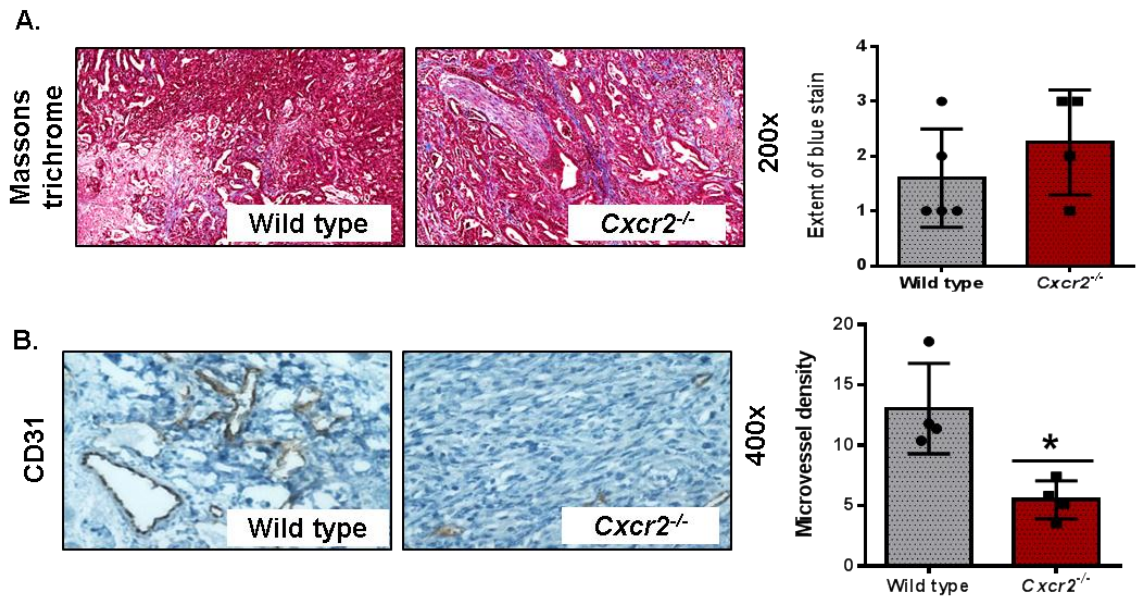 A.
Massons
trichrome
Wild type
Cxcr2-/-
200x
Extent of blue stain
4
3
2
1
0
Wild type
Cxcr2-/-
B.
CD31
Wild type
Cxcr2-/-
400x
Microvessel density
20
15
10
5
0
*
Wild type
Cxcr2-/-